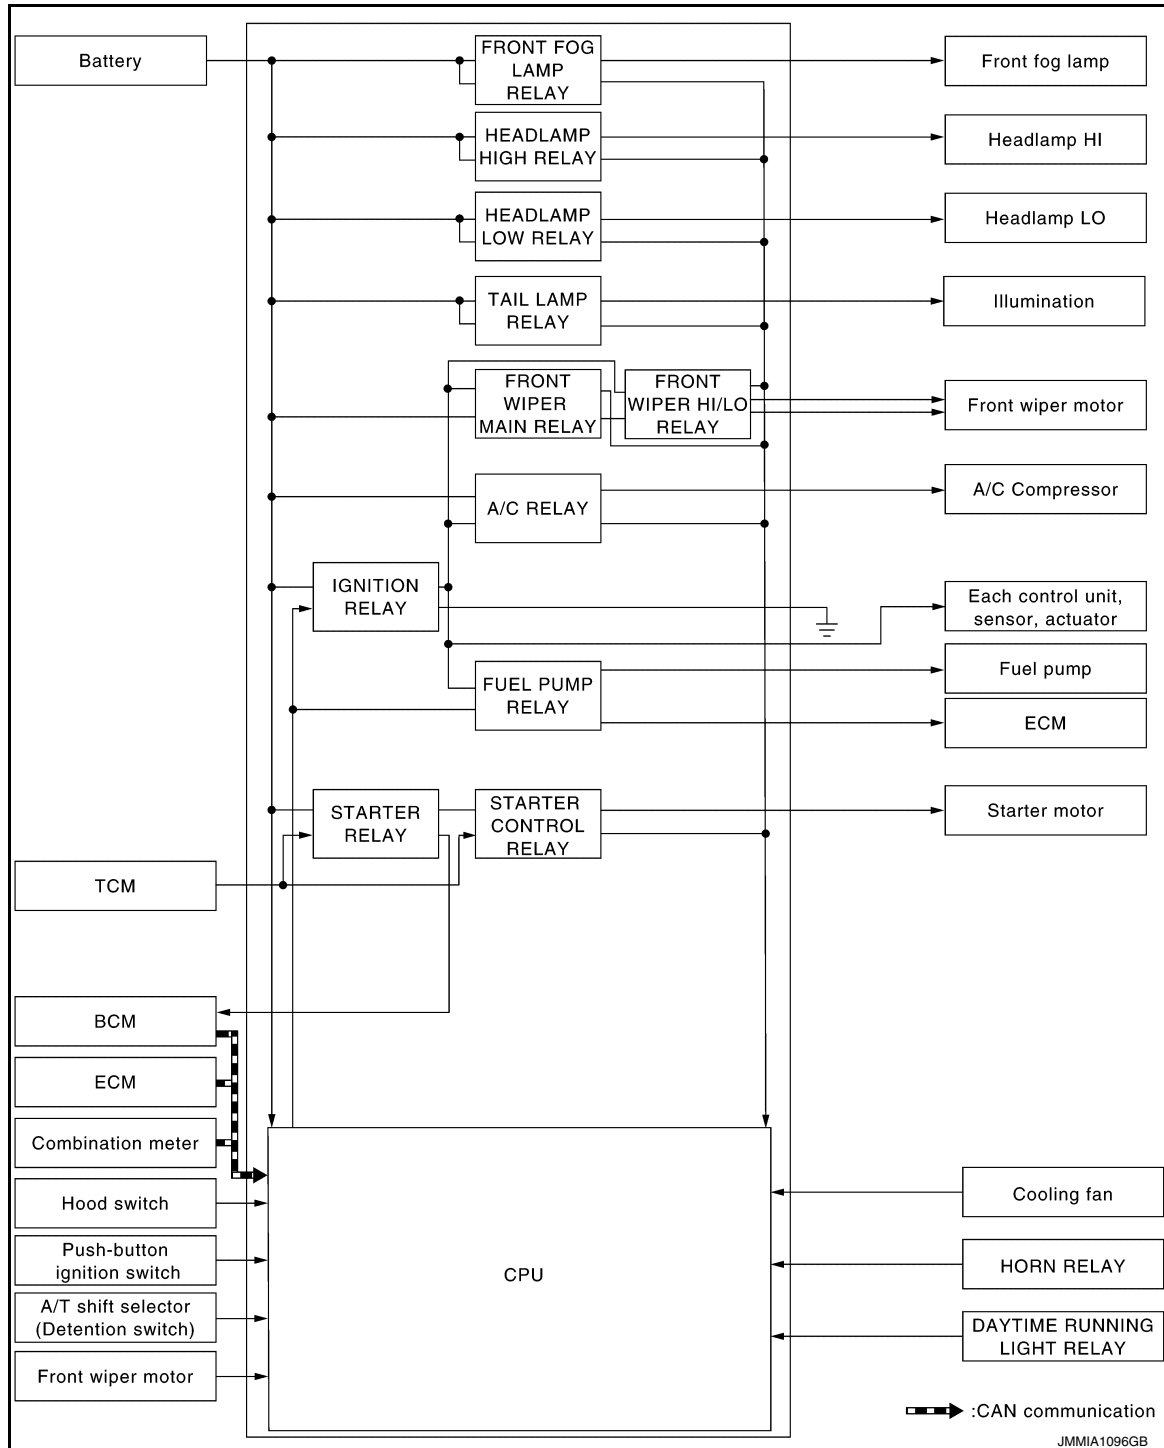 Battery
FRONT FOG
LAMP
RELAY
Front fog lamp
HEADLAMP
HIGH RELAY
Headlamp HI
HEADLAMP
LOW RELAY
Headlamp LO
TAIL LAMP
RELAY
Illumination
FRONT
WIPER
MAIN RELAY
FRONT
WIPER HI/LO
RELAY
Front wiper motor
A/C RELAY
A/C Compressor
IGNITION
RELAY
Each control unit,
sensor, actuator
FUEL PUMP
RELAY
Fuel pump
ECM
STARTER
RELAY
STARTER
CONTROL
RELAY
Starter motor
TCM
BCM
ECM
Combination meter
Hood switch
Push-button
ignition switch
A/T shift selector
(Detention switch)
Front wiper motor
CPU
Cooling fan
HORN RELAY
DAYTIME RUNNING
LIGHT RELAY
:CAN communication
JMMIA1096GB